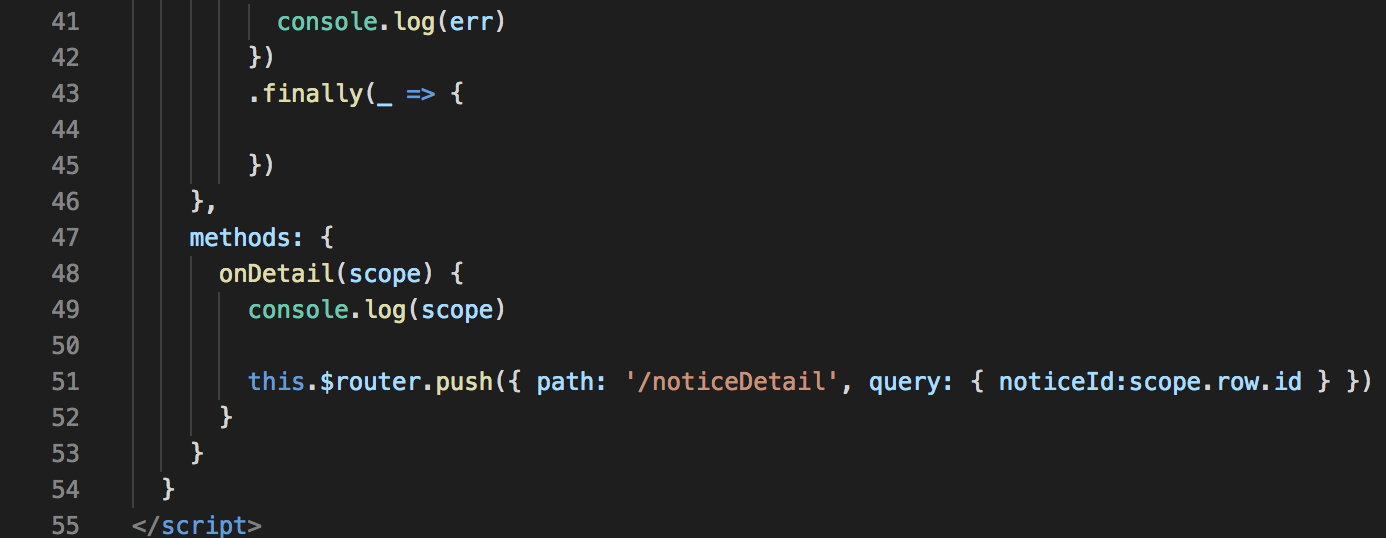 41 console.log(err)
42 })
43 .finally(_ => {
44
45 })
46 },
47 methods: {
48 onDetail(scope) {
49 console.log(scope)
50
51 this.$router.push({ path: '/noticeDetail', query: { noticeId:scope.row.id } })
52 }
53 }
54 }
55 </script>